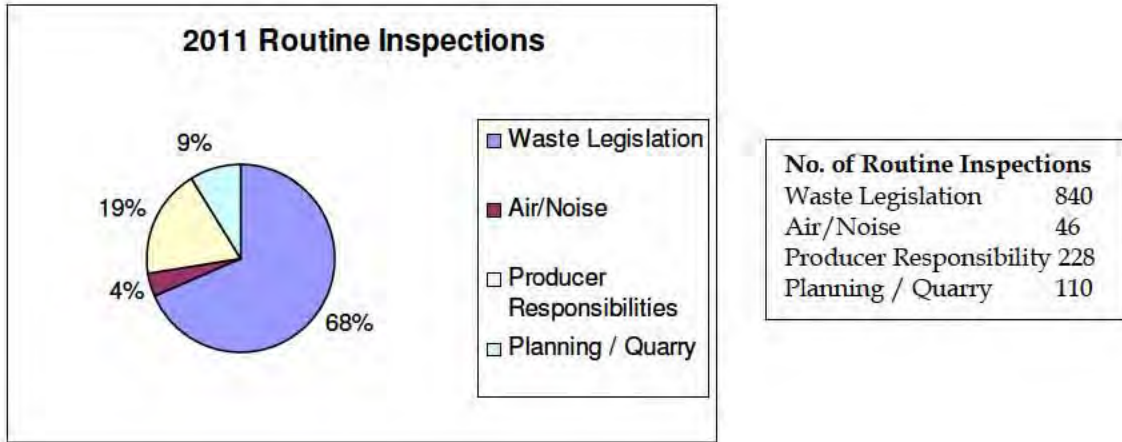 2011 Routine Inspections
9%
19%
4%
68%
Waste Legislation
Air/Noise
Producer
Responsibilities
Planning / Quarry
No. of Routine Inspections
Waste Legislation 840
Air/Noise 46
Producer Responsibility 228
Planning / Quarry 110